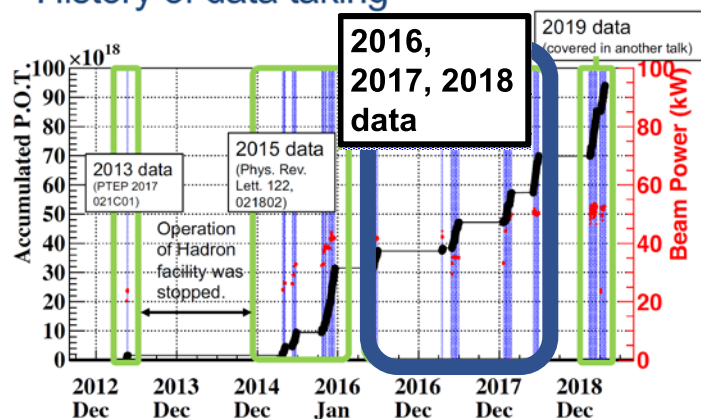 History of data taking
2019 data
(covered in another talk)
2016,
2017, 2018
data
×10^18
100
90
80
70
60
50
40
30
20
10
0
Accumulated P.O.T.
2013 data
(PTEP 2017
021C01)
2015 data
(Phys. Rev.
Lett. 122,
021802)
Operation
of Hadron
facility was
stopped.
100
80
60
40
20
0
Beam Power (kW)
2012
Dec
2013
Dec
2014
Dec
2016
Jan
2016
Dec
2017
Dec
2018
Dec